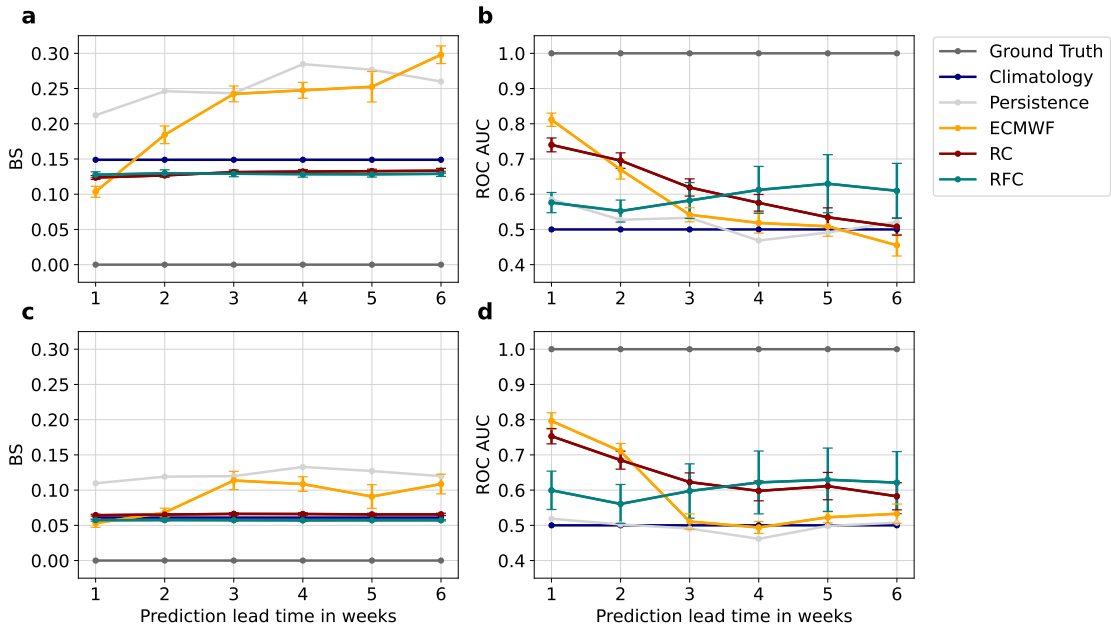 a
b
0.30
0.25
0.20
0.15
0.10
0.05
0.00
BS
1 2 3 4 5 6
1.0
0.9
0.8
0.7
0.6
0.5
0.4
ROC AUC
1 2 3 4 5 6
Ground Truth
Climatology
Persistence
ECMWF
RC
RFC
c
d
0.30
0.25
0.20
0.15
0.10
0.05
0.00
BS
1 2 3 4 5 6
Prediction lead time in weeks
1.0
0.9
0.8
0.7
0.6
0.5
0.4
ROC AUC
1 2 3 4 5 6
Prediction lead time in weeks